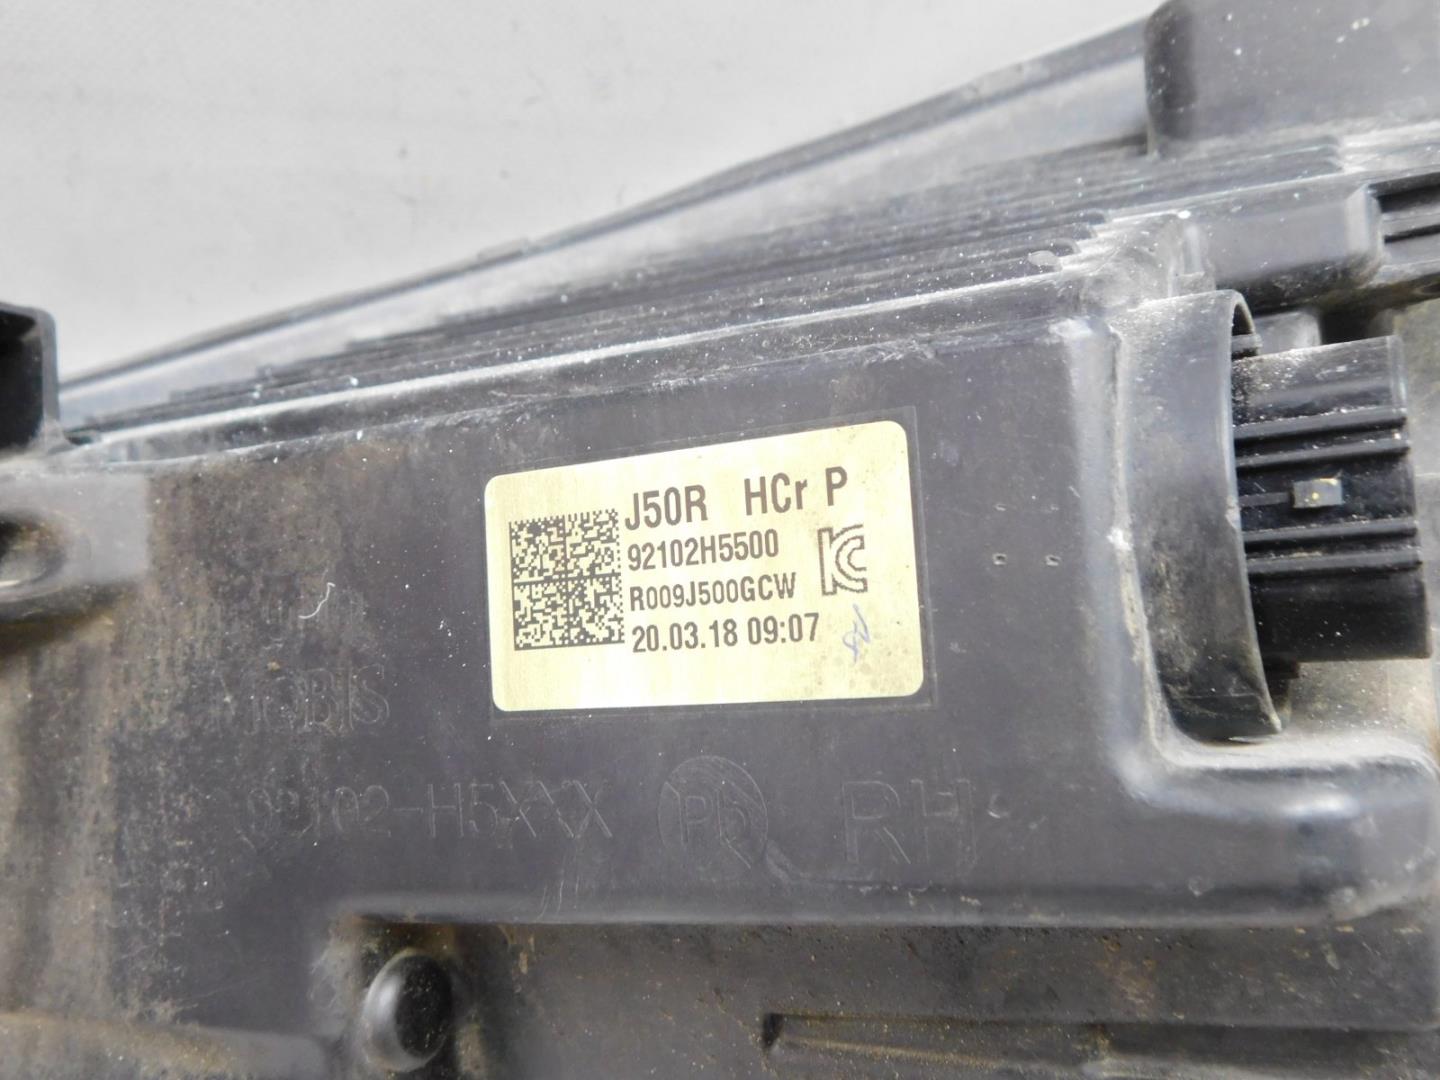 J50R HCr P
92102H5500
R009J500GCW
20.03.18 09:07
MOBIS
92102-H5XXX RH